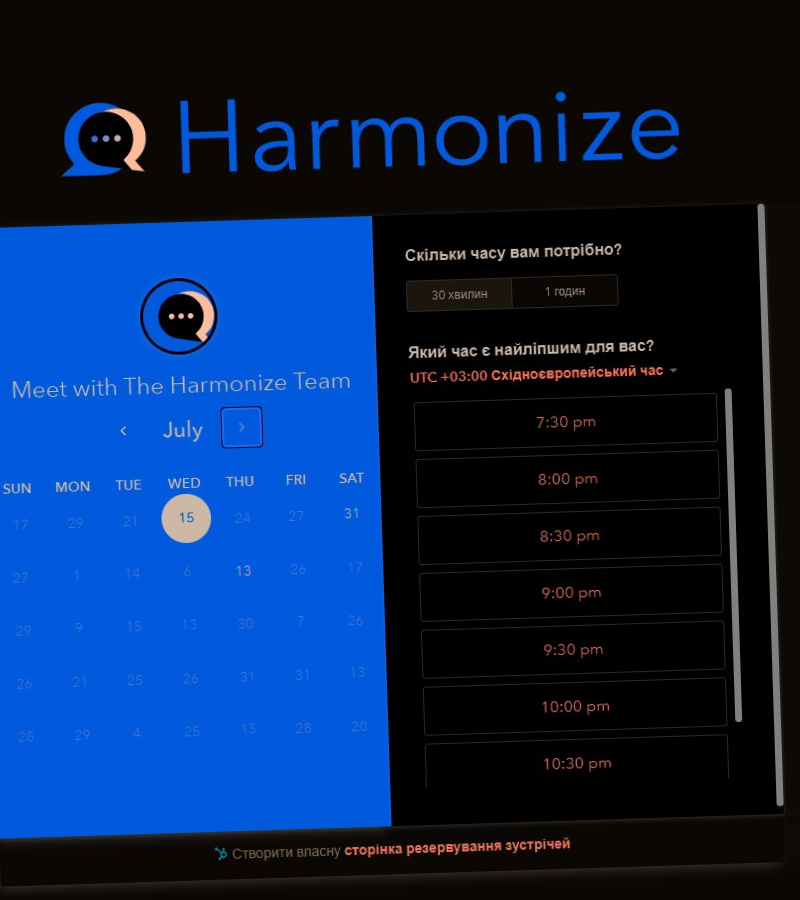 Harmonize
Meet with The Harmonize Team
July
SUN MON TUE WED THU FRI SAT
17 29 21 15 24 27 31
27 1 14 6 13 26 17
29 9 15 13 30 7 26
26 21 25 26 31 31 13
28 29 4 25 15 28 20
Скільки часу вам потрібно?
30 хвилин 1 годин
Який час є найліпшим для вас?
UTC +03:00 Східноєвропейський час
7:30 pm
8:00 pm
8:30 pm
9:00 pm
9:30 pm
10:00 pm
10:30 pm
Створити власну сторінка резервування зустрічей